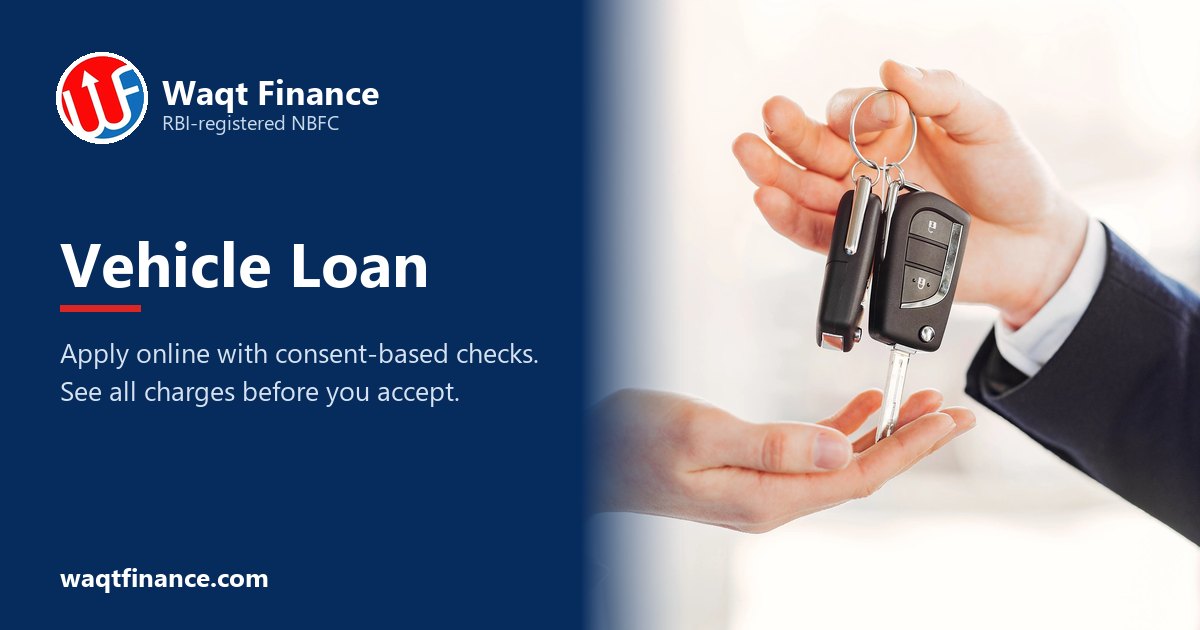 Waqt Finance
RBI-registered NBFC
Vehicle Loan
Apply online with consent-based checks.
See all charges before you accept.
waqtfinance.com